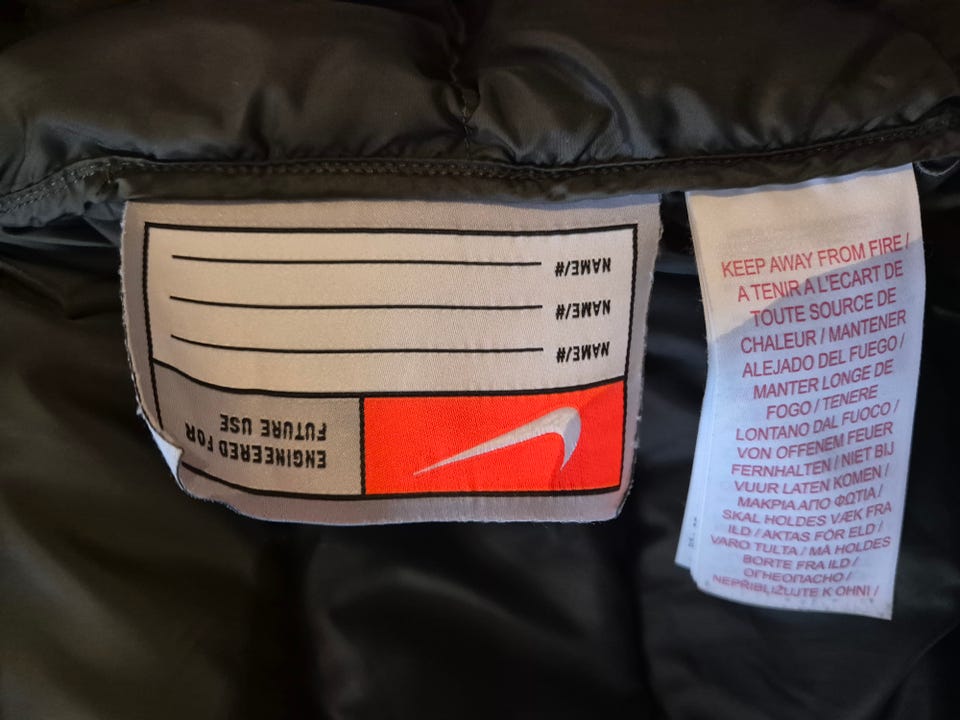 ENGINEERED FOR
FUTURE USE
NAME/#
NAME/#
NAME/#
KEEP AWAY FROM FIRE /
A TENIR A L'ECART DE
TOUTE SOURCE DE
CHALEUR / MANTENER
ALEJADO DEL FUEGO /
MANTER LONGE DE
FOGO / TENERE
LONTANO DAL FUOCO /
VON OFFENEM FEUER
FERNHALTEN / NIET BIJ
VUUR LATEN KOMEN /
ΜΑΚΡΙΑ ΑΠΟ ΦΩΤΙΑ /
SKAL HOLDES VÆK FRA
ILD / AKTAS FÖR ELD /
VARO TULTA / MÅ HOLDES
BORTE FRA ILD /
ОГНЕОПАСНО /
NEPŘIBLIŽUJTE K OHNI /